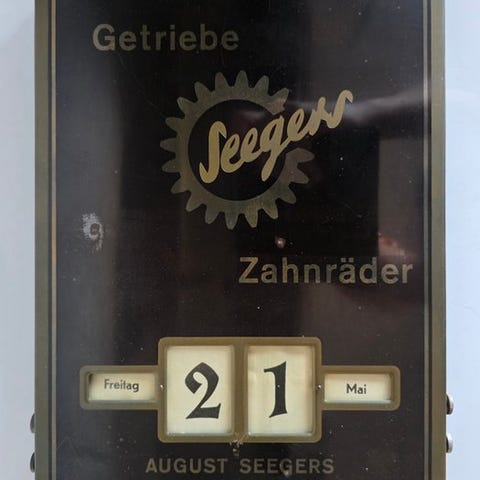 Getriebe
Seegers
Zahnräder
Freitag 21 Mai
AUGUST SEEGERS